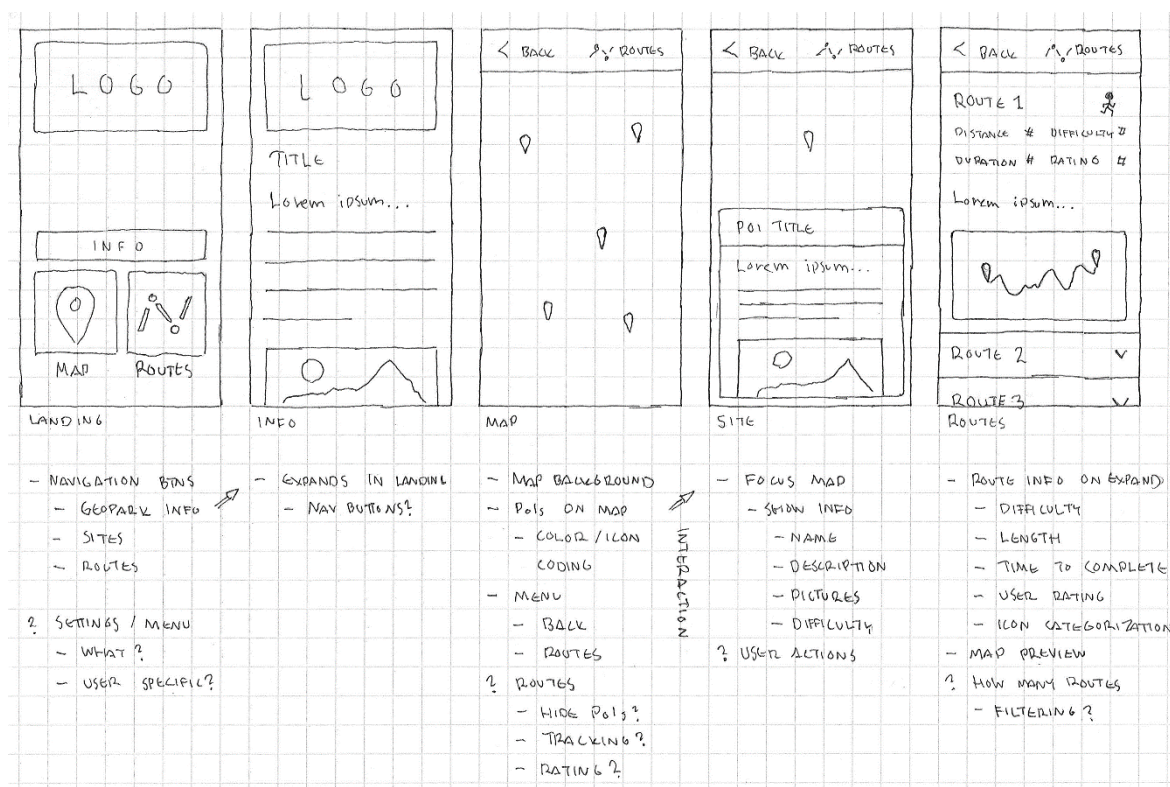 LOGO
INFO
MAP
ROUTES
LANDING
- NAVIGATION BTNS
- GEOPARK INFO
- SITES
- ROUTES
? SETTINGS / MENU
- WHAT?
- USER SPECIFIC?
LOGO
TITLE
Lorem ipsum...
INFO
- EXPANDS IN LANDING
- NAV BUTTONS?
< BACK ROUTES
MAP
- MAP BACKGROUND
- PoIs ON MAP
- COLOR / ICON
CODING
- MENU
- BACK
- ROUTES
? ROUTES
- HIDE PoIs?
- TRACKING?
- RATING?
INTERACTION
< BACK ROUTES
POI TITLE
Lorem ipsum...
SITE
- FOCUS MAP
- SHOW INFO
- NAME
- DESCRIPTION
- PICTURES
- DIFFICULTY
? USER ACTIONS
< BACK ROUTES
ROUTE 1
DISTANCE # DIFFICULTY #
DURATION # RATING #
Lorem ipsum...
ROUTE 2
ROUTE 3
ROUTES
- ROUTE INFO ON EXPAND
- DIFFICULTY
- LENGTH
- TIME TO COMPLETE
- USER RATING
- ICON CATEGORIZATION
- MAP PREVIEW
? HOW MANY ROUTES
- FILTERING?